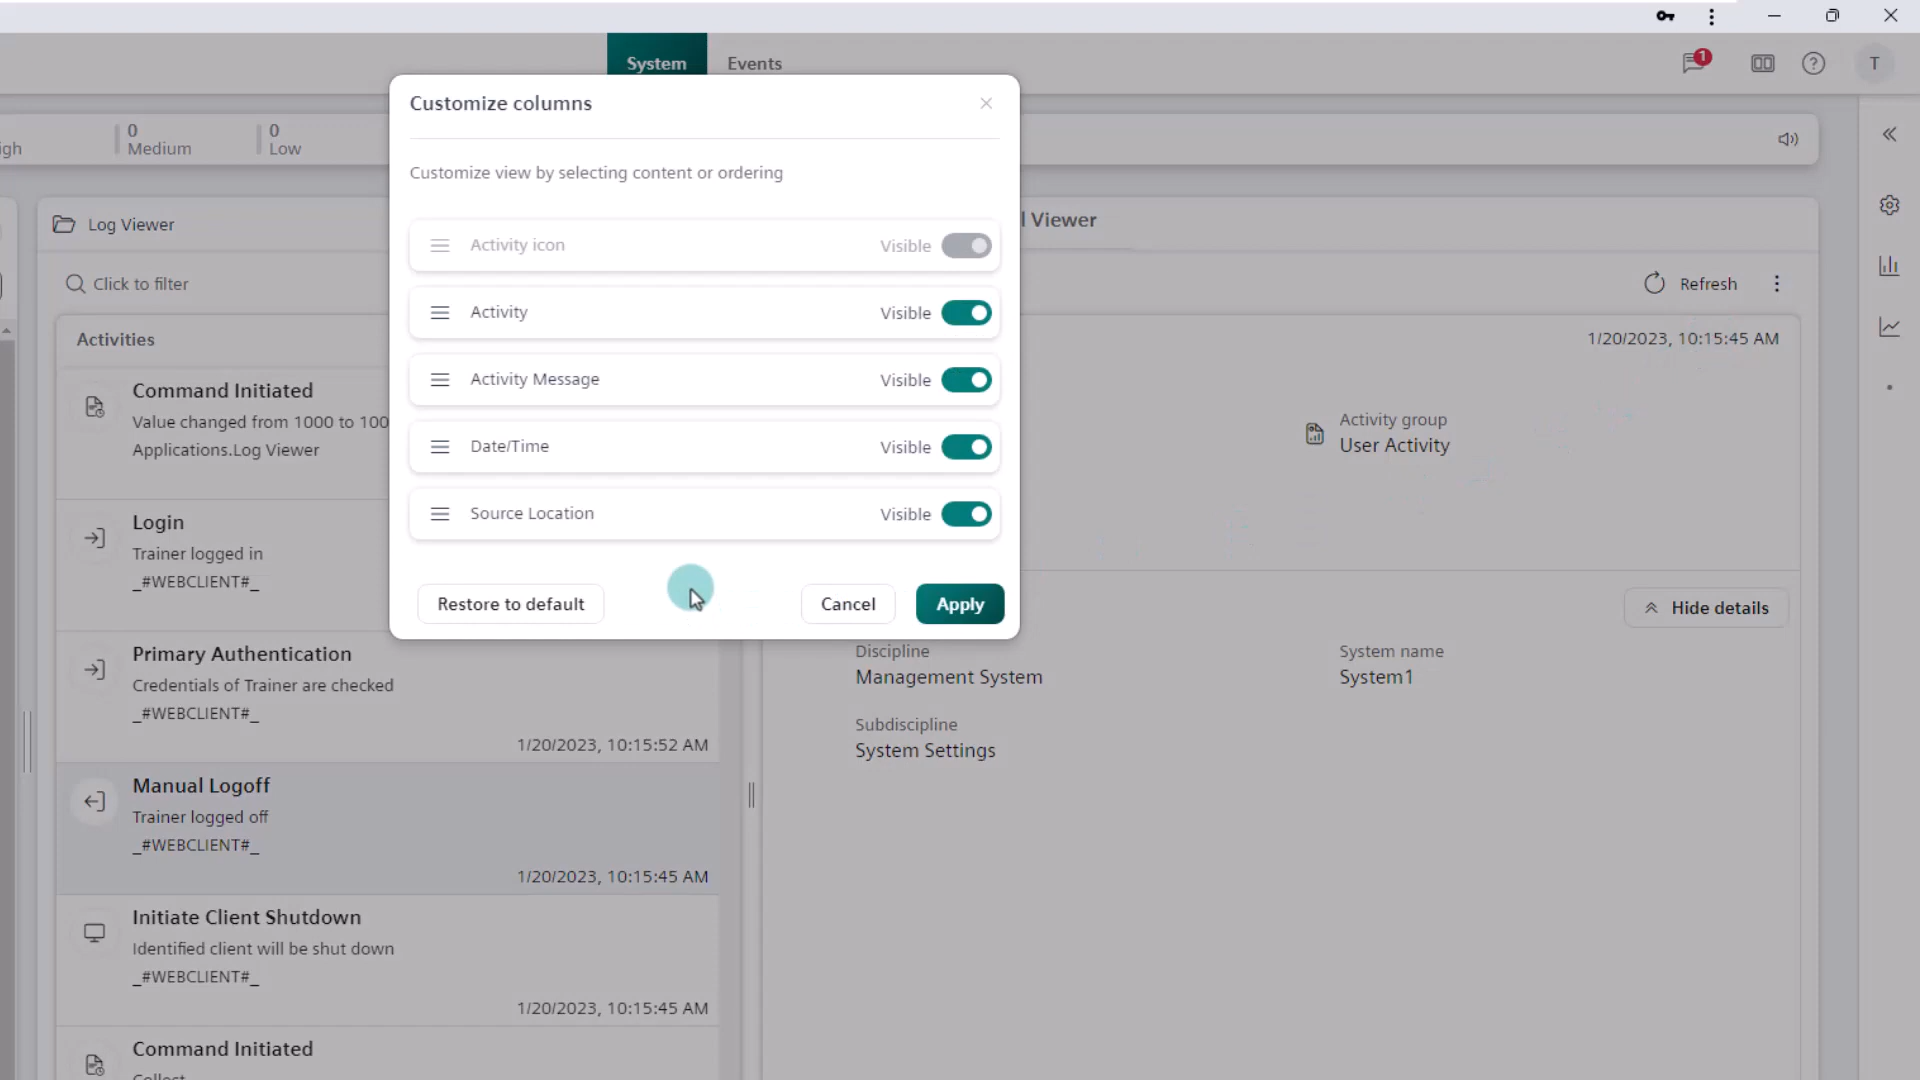 System
Events
1
T
Customize columns
0
Medium
0
Low
igh
Customize view by selecting content or ordering
Log Viewer
l Viewer
Activity icon
Visible
Click to filter
Refresh
Activity
Visible
Activities
1/20/2023, 10:15:45 AM
Activity Message
Visible
Command Initiated
Value changed from 1000 to 100
Applications.Log Viewer
Activity group
User Activity
Date/Time
Visible
Source Location
Visible
Login
Trainer logged in
_#WEBCLIENT#_
Restore to default
Cancel
Apply
Hide details
Primary Authentication
Credentials of Trainer are checked
_#WEBCLIENT#_
1/20/2023, 10:15:52 AM
Discipline
Management System
System name
System1
Subdiscipline
System Settings
Manual Logoff
Trainer logged off
_#WEBCLIENT#_
1/20/2023, 10:15:45 AM
Initiate Client Shutdown
Identified client will be shut down
_#WEBCLIENT#_
1/20/2023, 10:15:45 AM
Command Initiated
Collect